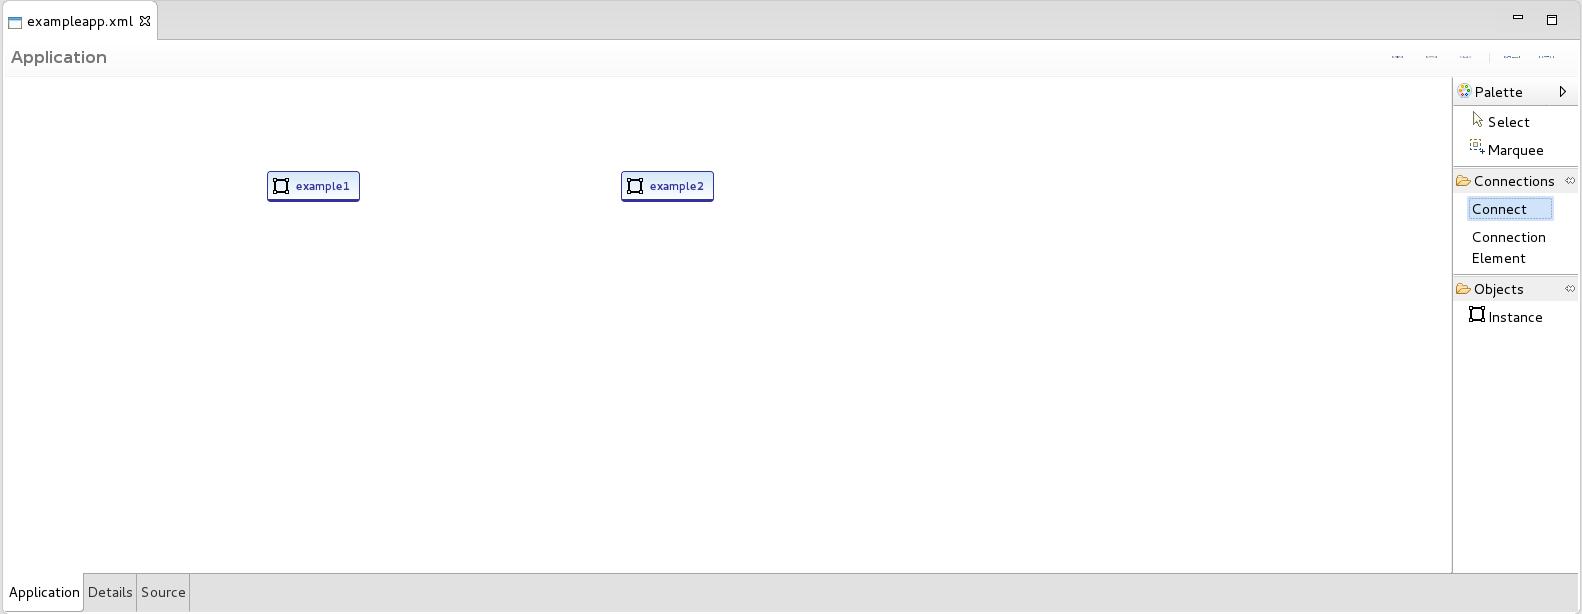 exampleapp.xml
Application
Palette
Select
Marquee
Connections
Connect
Connection
Element
Objects
Instance
example1
example2
Application
Details
Source